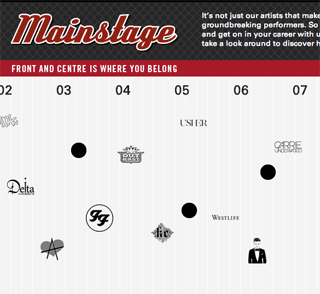 Mainstage
It's not just our artists that make
groundbreaking performers. So
and get on in your career with u
take a look around to discover h
FRONT AND CENTRE IS WHERE YOU BELONG
02 03 04 05 06 07
USHER
CARRIE
UNDERWOOD
Delta
FF
WESTLIFE